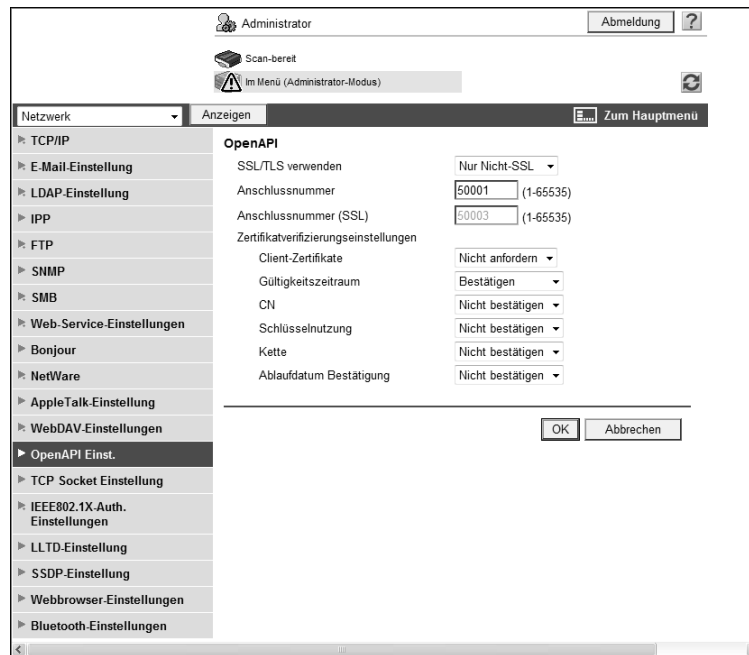 Administrator
Abmeldung
?
Scan-bereit
Im Menü (Administrator-Modus)
Netzwerk
Anzeigen
Zum Hauptmenü
TCP/IP
E-Mail-Einstellung
LDAP-Einstellung
IPP
FTP
SNMP
SMB
Web-Service-Einstellungen
Bonjour
NetWare
AppleTalk-Einstellung
WebDAV-Einstellungen
OpenAPI Einst.
TCP Socket Einstellung
IEEE802.1X-Auth.
Einstellungen
LLTD-Einstellung
SSDP-Einstellung
Webbrowser-Einstellungen
Bluetooth-Einstellungen
OpenAPI
SSL/TLS verwenden Nur Nicht-SSL
Anschlussnummer 50001 (1-65535)
Anschlussnummer (SSL) 50003 (1-65535)
Zertifikatverifizierungseinstellungen
Client-Zertifikate Nicht anfordern
Gültigkeitszeitraum Bestätigen
CN Nicht bestätigen
Schlüsselnutzung Nicht bestätigen
Kette Nicht bestätigen
Ablaufdatum Bestätigung Nicht bestätigen
OK Abbrechen